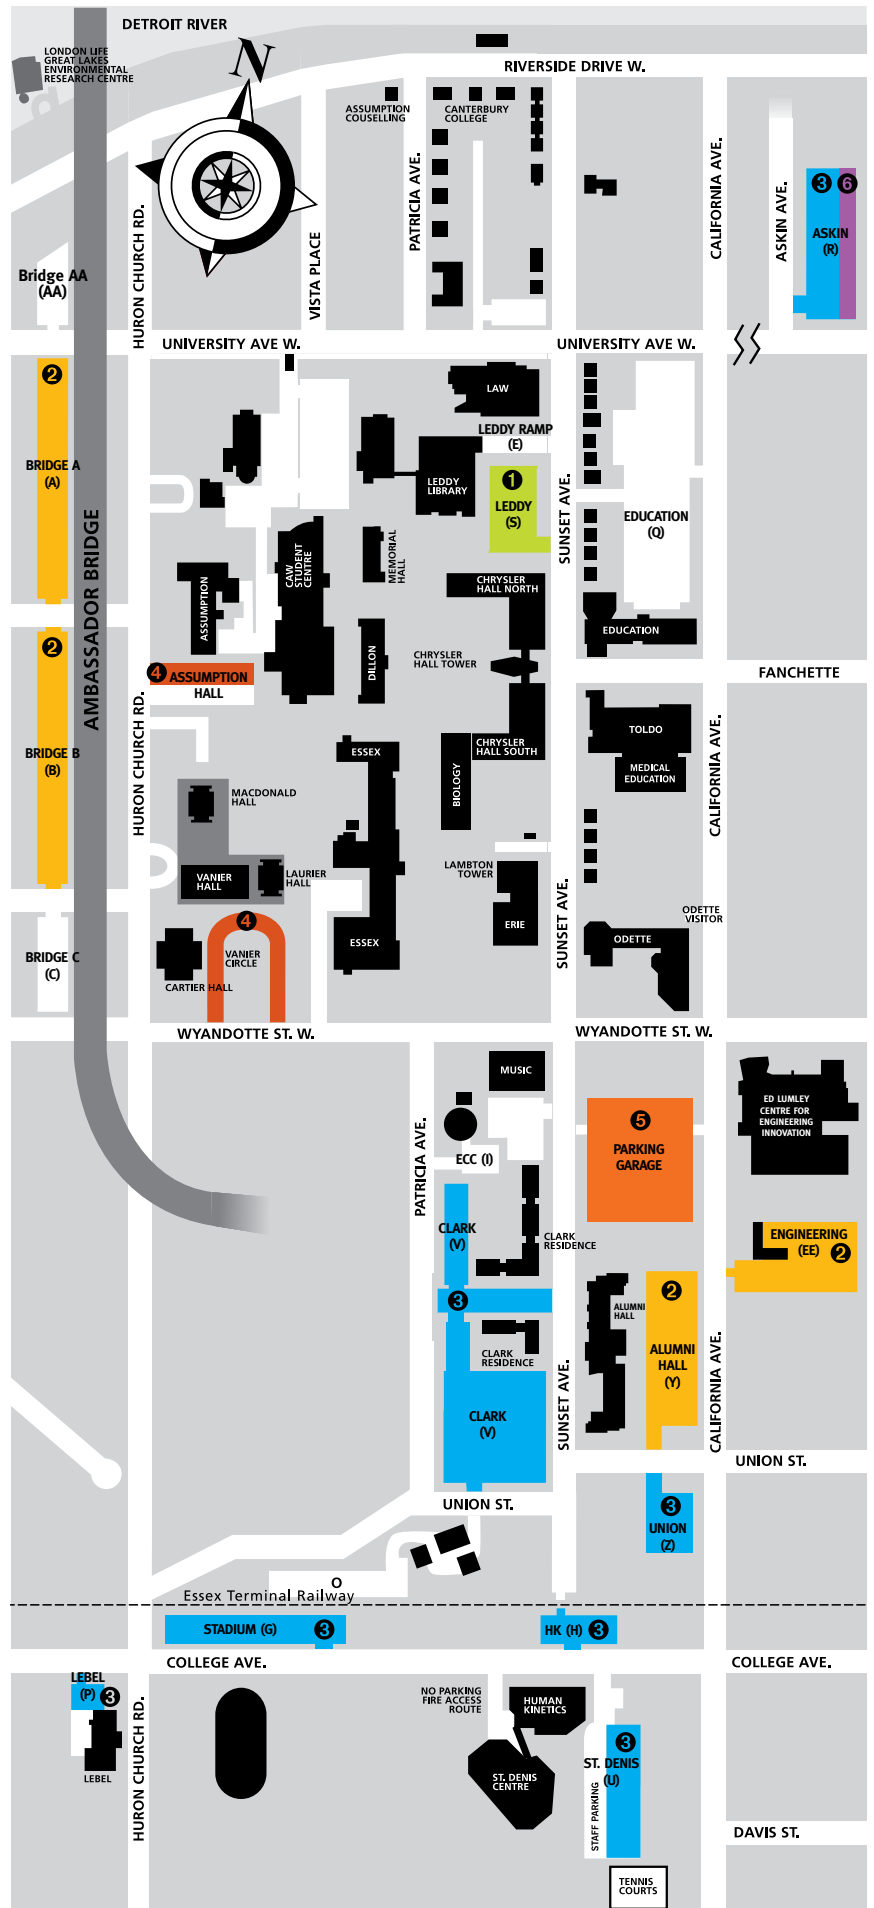 DETROIT RIVER
LONDON LIFE
GREAT LAKES
ENVIRONMENTAL
RESEARCH CENTRE
N
RIVERSIDE DRIVE W.
ASSUMPTION
COUSELLING
CANTERBURY
COLLEGE
HURON CHURCH RD.
VISTA PLACE
PATRICIA AVE.
CALIFORNIA AVE.
ASKIN AVE.
3
6
ASKIN
(R)
Bridge AA
(AA)
UNIVERSITY AVE W.
UNIVERSITY AVE W.
2
BRIDGE A
(A)
AMBASSADOR BRIDGE
LAW
LEDDY RAMP
(E)
LEDDY
LIBRARY
1
LEDDY
(S)
SUNSET AVE.
EDUCATION
(Q)
CAW
STUDENT
CENTRE
MEMORIAL
HALL
CHRYSLER
HALL NORTH
ASSUMPTION
EDUCATION
2
DILLON
CHRYSLER
HALL TOWER
4
ASSUMPTION
HALL
FANCHETTE
HURON CHURCH RD.
BRIDGE B
(B)
ESSEX
CHRYSLER
HALL SOUTH
TOLDO
MEDICAL
EDUCATION
CALIFORNIA AVE.
BIOLOGY
MACDONALD
HALL
VANIER
HALL
LAURIER
HALL
LAMBTON
TOWER
SUNSET AVE.
ODETTE
VISITOR
4
ERIE
ODETTE
ESSEX
BRIDGE C
(C)
VANIER
CIRCLE
CARTIER HALL
WYANDOTTE ST. W.
WYANDOTTE ST. W.
MUSIC
ED LUMLEY
CENTRE FOR
ENGINEERING
INNOVATION
5
PARKING
GARAGE
PATRICIA AVE.
ECC (I)
CLARK
(V)
CLARK
RESIDENCE
ENGINEERING
(EE)
2
3
2
ALUMNI
HALL
ALUMNI
HALL
(Y)
CLARK
RESIDENCE
SUNSET AVE.
CALIFORNIA AVE.
CLARK
(V)
UNION ST.
UNION ST.
3
UNION
(Z)
O
Essex Terminal Railway
STADIUM (G)
3
HK (H)
3
COLLEGE AVE.
COLLEGE AVE.
LEBEL
(P)
3
LEBEL
HURON CHURCH RD.
NO PARKING
FIRE ACCESS
ROUTE
HUMAN
KINETICS
ST. DENIS
CENTRE
3
ST. DENIS
(U)
STAFF PARKING
DAVIS ST.
TENNIS
COURTS